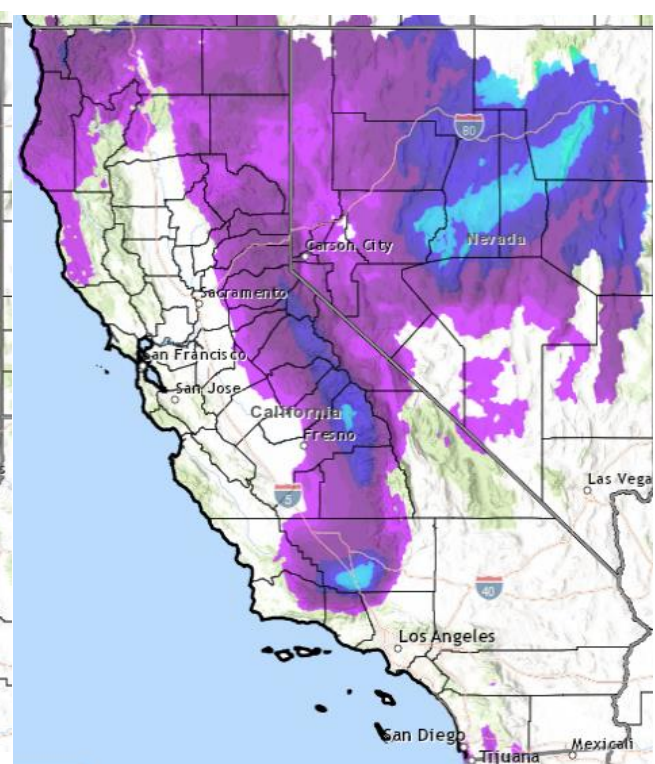 80
Carson City
Nevada
Sacramento
San Francisco
San Jose
California
Fresno
5
Las Vega
40
Los Angeles
San Diego
Tijuana
Mexicali